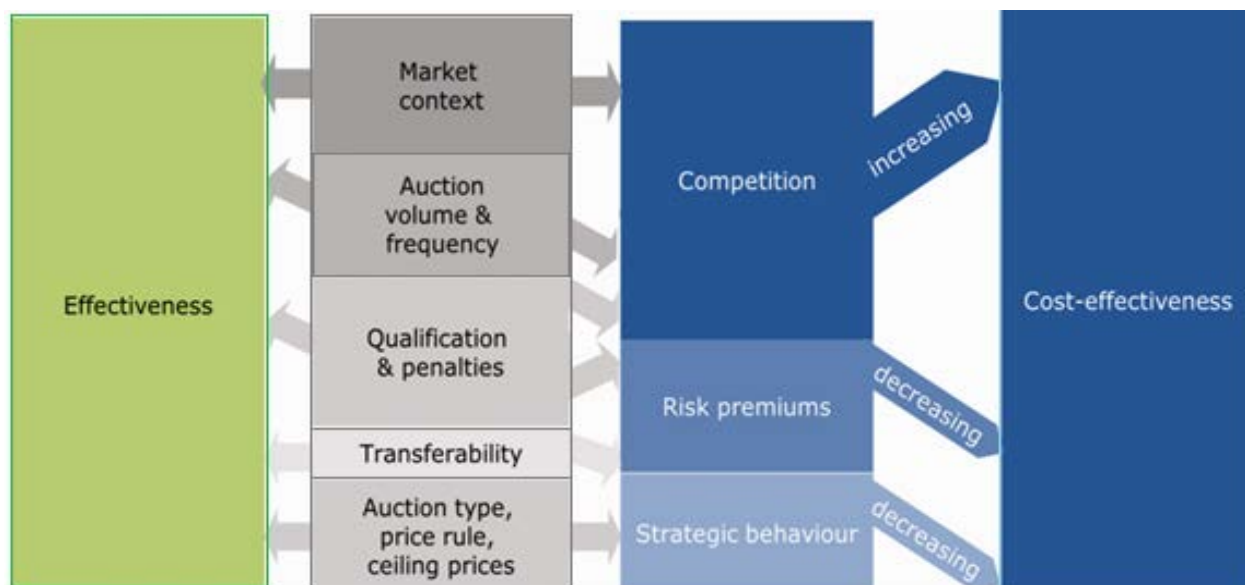 Effectiveness
Market
context
Auction
volume &
frequency
Qualification
& penalties
Transferability
Auction type,
price rule,
ceiling prices
Competition
Risk premiums
Strategic behaviour
increasing
decreasing
decreasing
Cost-effectiveness